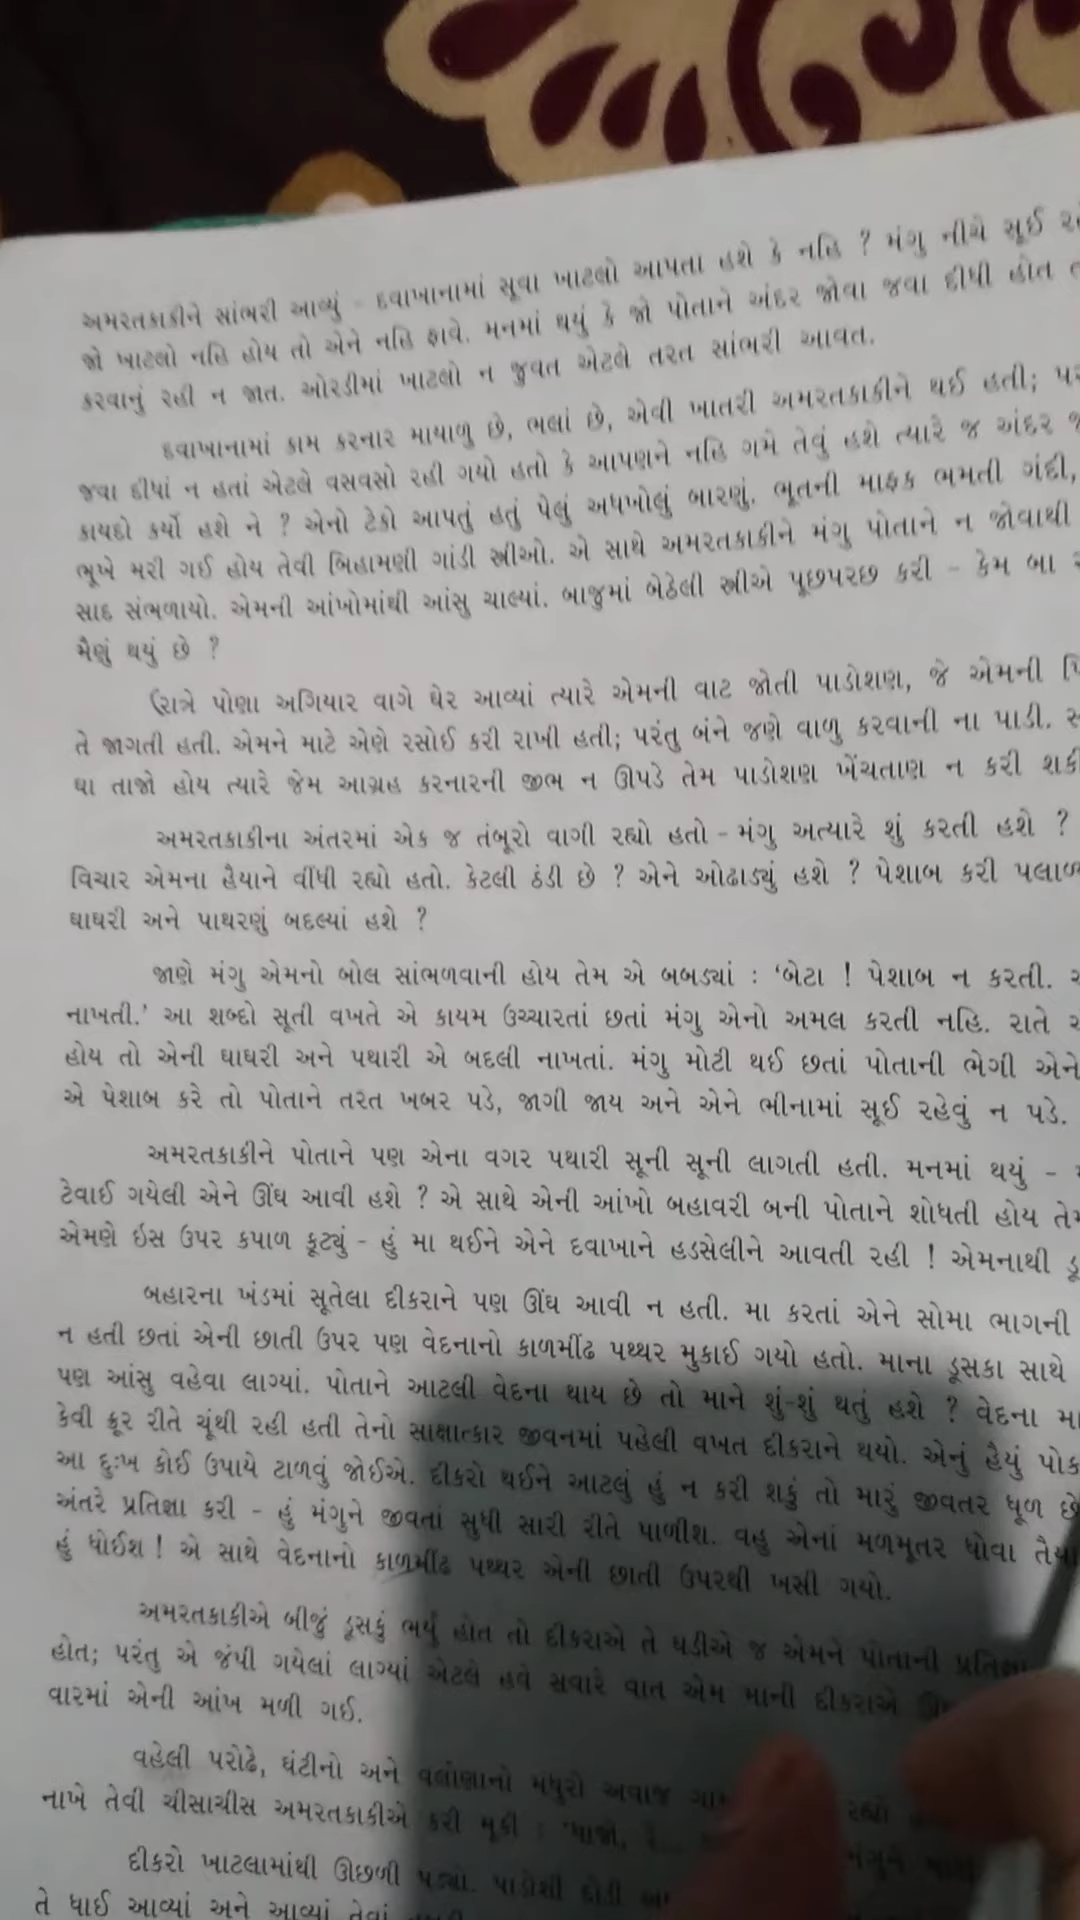 અમરતકાકીને સાંભરી આવ્યું - દવાખાનામાં સૂવા ખાટલો આપતા હશે કે નહિ ? મંગુ નીચે સૂઈ
જો ખાટલો નહિ હોય તો એને નહિ ફાવે. મનમાં થયું કે જો પોતાને અંદર જોવા જવા દીધી હોત
કરવાનું રહી ન જાત. ઓરડીમાં ખાટલો ન જુવત એટલે તરત સાંભરી આવત.
દવાખાનામાં કામ કરનાર માયાળુ છે, ભલાં છે, એવી ખાતરી અમરતકાકીને થઈ હતી;
જવા દીધાં ન હતાં એટલે વસવસો રહી ગયો હતો કે આપણને નહિ ગમે તેવું હશે ત્યારે જ અંદર
કાયદો કર્યો હશે ને ? એનો ટેકો આપતું હતું પેલું અધખોલું બારણું. ભૂતની માફક ભમતી ગંદી,
ભૂખે મરી ગઈ હોય તેવી બિહામણી ગાંડી સ્ત્રીઓ. એ સાથે અમરતકાકીને મંગુ પોતાને ન જોવાથી
સાદ સંભળાયો. એમની આંખોમાંથી આંસુ ચાલ્યાં. બાજુમાં બેઠેલી સ્ત્રીએ પૂછપરછ કરી - કેમ બા
મૈણું થયું છે ?
રાત્રે પોણા અગિયાર વાગે ઘેર આવ્યાં ત્યારે એમની વાટ જોતી પાડોશણ, જે એમની
તે જાગતી હતી. એમને માટે એણે રસોઈ કરી રાખી હતી; પરંતુ બંને જણે વાળુ કરવાની ના પાડી.
ઘા તાજો હોય ત્યારે જેમ આગ્રહ કરનારની જીભ ન ઊપડે તેમ પાડોશણ ખેંચતાણ ન કરી શકી
અમરતકાકીના અંતરમાં એક જ તંબૂરો વાગી રહ્યો હતો - મંગુ અત્યારે શું કરતી હશે ?
વિચાર એમના હૈયાને વીંધી રહ્યો હતો. કેટલી ઠંડી છે ? એને ઓઢાડ્યું હશે ? પેશાબ કરી
ઘાઘરી અને પાથરણું બદલ્યાં હશે ?
જાણે મંગુ એમનો બોલ સાંભળવાની હોય તેમ એ બબડ્યાં : 'બેટા ! પેશાબ ન કરતી.
નાખતી.' આ શબ્દો સૂતી વખતે એ કાયમ ઉચ્ચારતાં છતાં મંગુ એનો અમલ કરતી નહિ. રાતે
હોય તો એની ઘાઘરી અને પથારી એ બદલી નાખતાં. મંગુ મોટી થઈ છતાં પોતાની ભેગી એને
એ પેશાબ કરે તો પોતાને તરત ખબર પડે, જાગી જાય અને એને ભીનામાં સૂઈ રહેવું ન પડે.
અમરતકાકીને પોતાને પણ એના વગર પથારી સૂની સૂની લાગતી હતી. મનમાં થયું -
ટેવાઈ ગયેલી એને ઊંઘ આવી હશે ? એ સાથે એની આંખો બહાવરી બની પોતાને શોધતી હોય
એમણે ઇસ ઉપર કપાળ કૂટ્યું - હું મા થઈને એને દવાખાને હડસેલીને આવતી રહી ! એમનાથી
બહારના ખંડમાં સૂતેલા દીકરાને પણ ઊંઘ આવી ન હતી. મા કરતાં એને સોમા ભાગની
ન હતી છતાં એની છાતી ઉપર પણ વેદનાનો કાળમીંઢ પથ્થર મુકાઈ ગયો હતો. માના ડૂસકા સાથે
પણ આંસુ વહેવા લાગ્યાં. પોતાને આટલી વેદના થાય છે તો માને શું-શું થતું હશે ? વેદના
કેવી ક્રૂર રીતે ચૂંથી રહી હતી તેનો સાક્ષાત્કાર જીવનમાં પહેલી વખત દીકરાને થયો. એનું હૈયું
આ દુઃખ કોઈ ઉપાયે ટાળવું જોઈએ. દીકરો થઈને આટલું હું ન કરી શકું તો મારું જીવતર ધૂળ છે
અંતરે પ્રતિજ્ઞા કરી - હું મંગુને જીવતાં સુધી સારી રીતે પાળીશ. વહુ એનાં મળમૂતર ધોવા
હું ધોઈશ ! એ સાથે વેદનાનો કાળમીંઢ પથ્થર એની છાતી ઉપરથી ખસી ગયો.
અમરતકાકીએ બીજું ડૂસકું ભર્યું હોત તો દીકરાએ તે ઘડીએ જ એમને પોતાની
હોત; પરંતુ એ જંપી ગયેલાં લાગ્યાં એટલે હવે સવારે વાત એમ માની દીકરાએ
વારમાં એની આંખ મળી ગઈ.
વહેલી પરોઢે, ઘંટીનો અને વલોણાનો મધુરો અવાજ
નાખે તેવી ચીસાચીસ અમરતકાકીએ કરી મૂકી :
દીકરો ખાટલામાંથી ઊછળી પડ્યો. પાડોશી દોડી
તે ધાઈ આવ્યાં અને આવ્યાં તેવાં